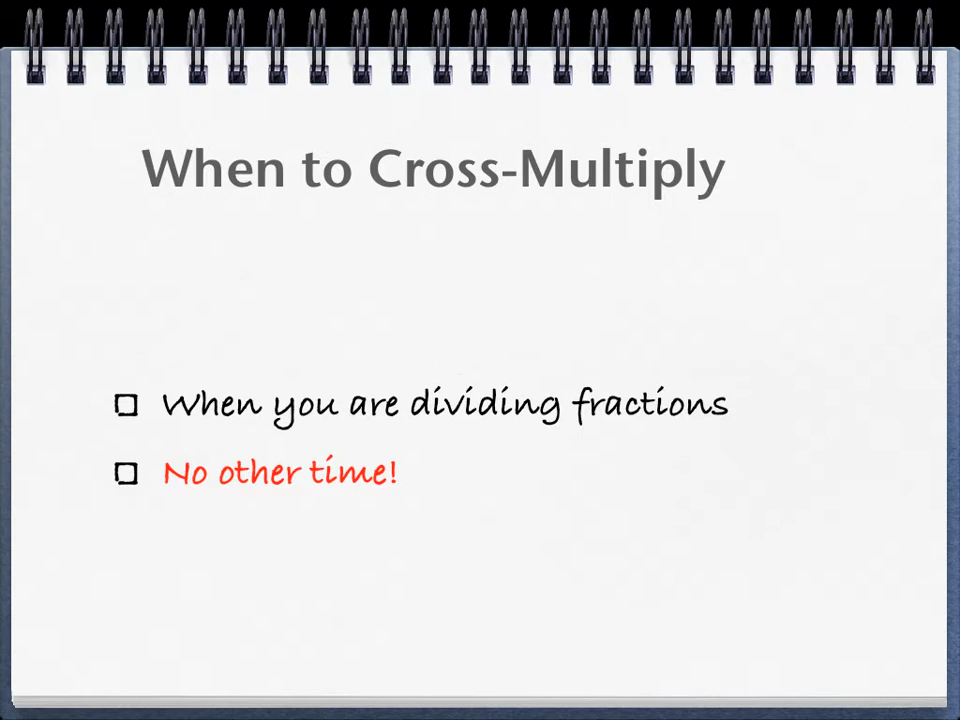 When to Cross-Multiply
When you are dividing fractions
No other time!